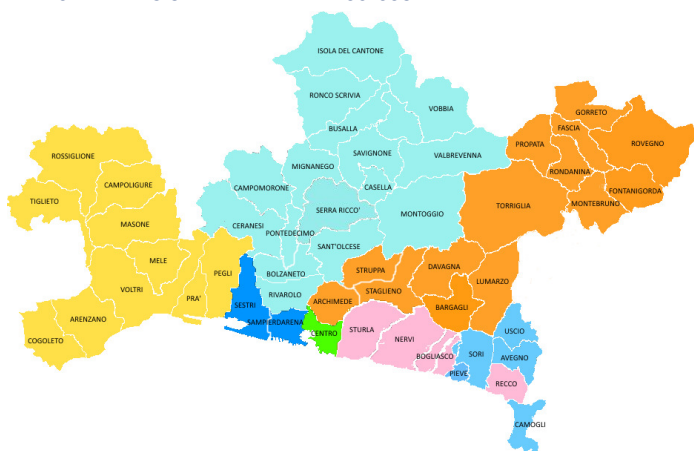 ISOLA DEL CANTONE
RONCO SCRIVIA
VOBBIA
GORRETO
BUSALLA
FASCIA
ROSSIGLIONE
PROPATA
ROVEGNO
SAVIGNONE
VALBREVENNA
MIGNANEGO
RONDANINA
CAMPOLIGURE
CAMPOMORONE
CASELLA
FONTANIGORDA
TIGLIETO
TORRIGLIA
MONTEBRUNO
SERRA RICCO'
MONTOGGIO
MASONE
CERANESI
PONTEDECIMO
SANT'OLCESE
MELE
PEGLI
STRUPPA
DAVAGNA
BOLZANETO
LUMARZO
VOLTRI
STAGLIENO
RIVAROLO
PRA'
SESTRI
ARCHIMEDE
BARGAGLI
ARENZANO
SAMPIERDARENA
CENTRO
STURLA
USCIO
NERVI
COGOLETO
BOGLIASCO
SORI
AVEGNO
PIEVE
RECCO
CAMOGLI